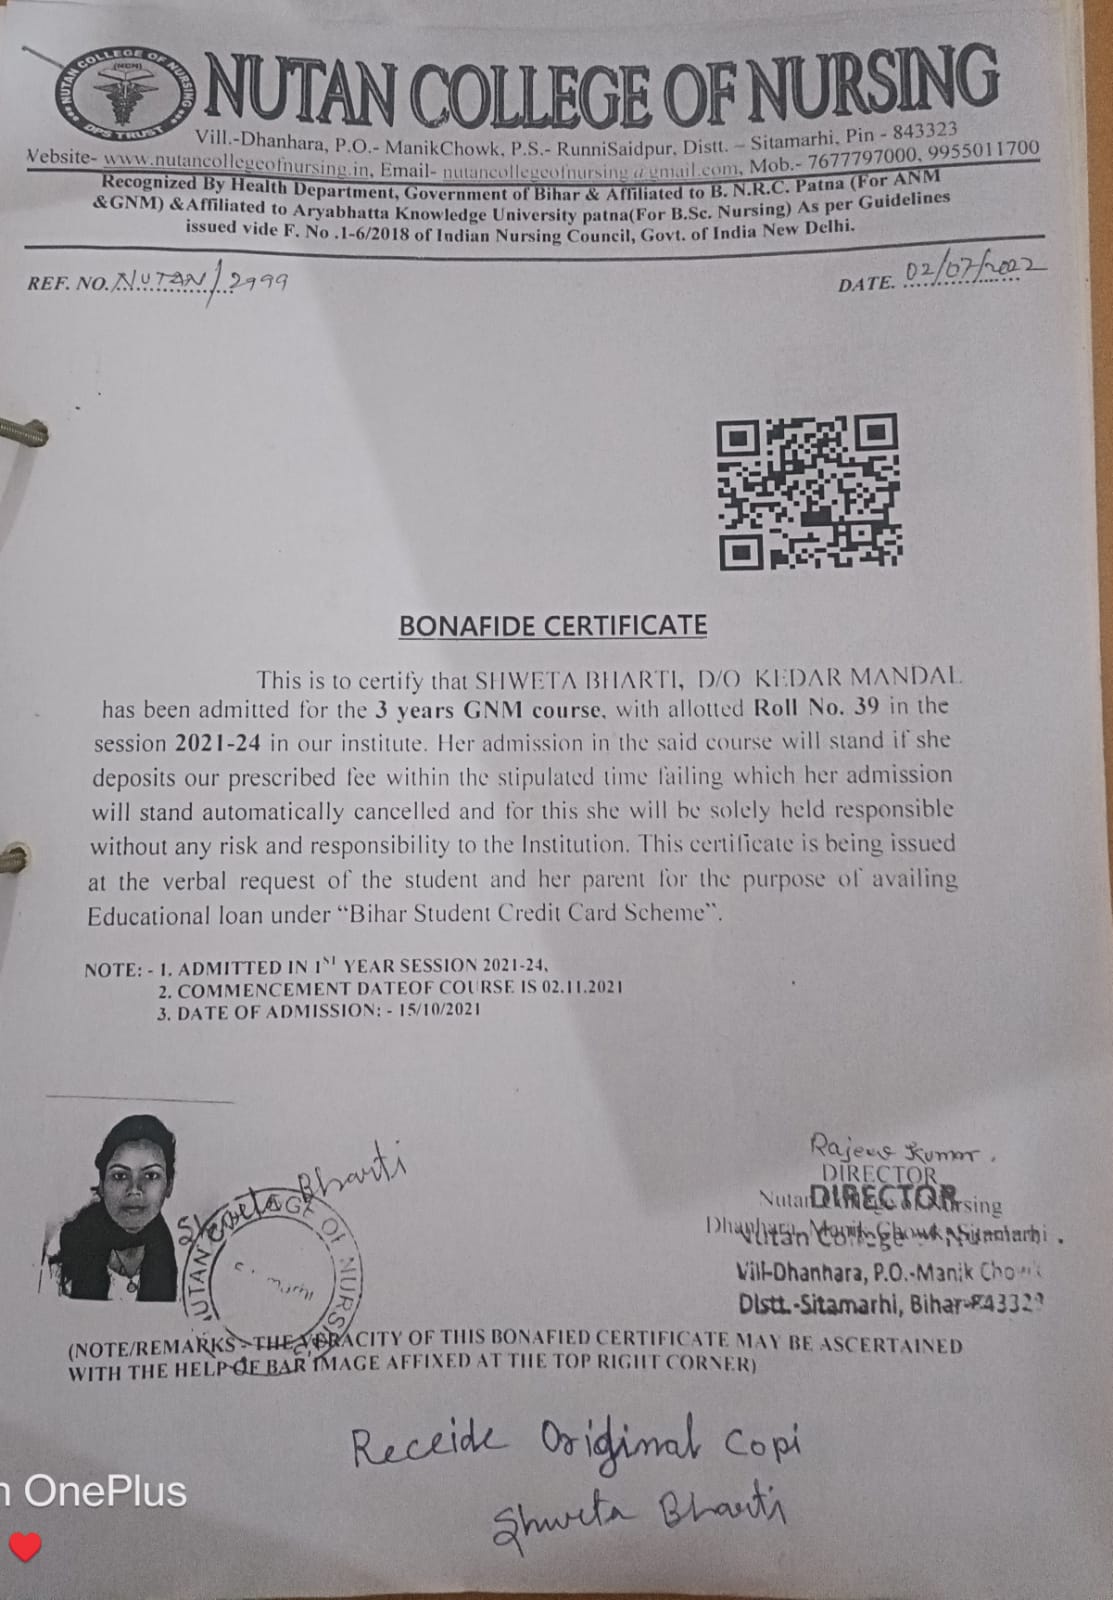 NUTAN COLLEGE OF NURSING
NUTAN COLLEGE OF NURSING
(NCN)
DPS TRUST
Vill.-Dhanhara, P.O.- ManikChowk, P.S.- RunniSaidpur, Distt. – Sitamarhi, Pin - 843323
Website- www.nutancollegeofnursing.in, Email- nutancollegeofnursing@gmail.com, Mob.- 7677797000, 9955011700
Recognized By Health Department, Government of Bihar & Affiliated to B. N.R.C. Patna (For ANM
&GNM) &Affiliated to Aryabhatta Knowledge University patna(For B.Sc. Nursing) As per Guidelines
issued vide F. No .1-6/2018 of Indian Nursing Council, Govt. of India New Delhi.
REF. NO. NUTAN/2999 DATE. 02/07/2022
BONAFIDE CERTIFICATE
This is to certify that SHWETA BHARTI, D/O KEDAR MANDAL
has been admitted for the 3 years GNM course, with allotted Roll No. 39 in the
session 2021-24 in our institute. Her admission in the said course will stand if she
deposits our prescribed fee within the stipulated time failing which her admission
will stand automatically cancelled and for this she will be solely held responsible
without any risk and responsibility to the Institution. This certificate is being issued
at the verbal request of the student and her parent for the purpose of availing
Educational loan under “Bihar Student Credit Card Scheme”.
NOTE: - 1. ADMITTED IN 1ST YEAR SESSION 2021-24,
2. COMMENCEMENT DATEOF COURSE IS 02.11.2021
3. DATE OF ADMISSION: - 15/10/2021
Shweta Bharti
Rajeev Kumar.
DIRECTOR
DIRECTOR
Dhanhara, Manik Chowk, Sitamarhi.
Nutan College
Vill-Dhanhara, P.O.-Manik Chowk
Distt.-Sitamarhi, Bihar-843323
(NOTE/REMARKS:-THE VERACITY OF THIS BONAFIED CERTIFICATE MAY BE ASCERTAINED
WITH THE HELP OF BAR IMAGE AFFIXED AT THE TOP RIGHT CORNER)
Receide Original Copi
Shweta Bharti
OnePlus